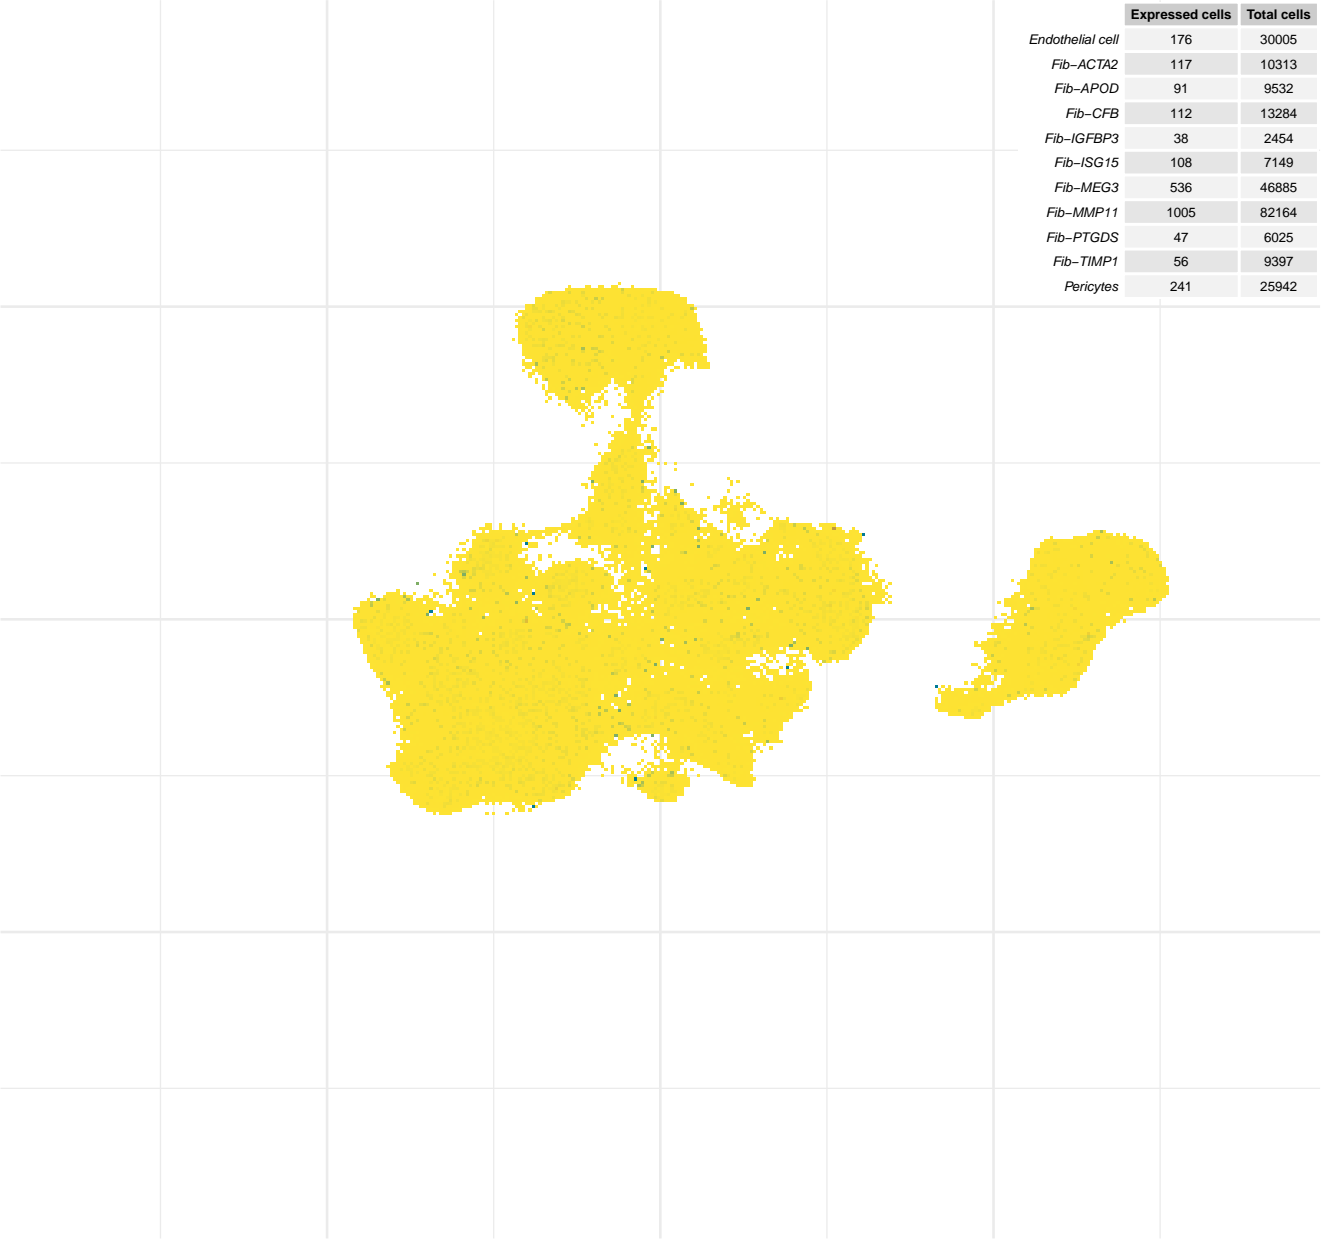 Expressed cells Total cells
Endothelial cell 176 30005
Fib−ACTA2 117 10313
Fib−APOD 91 9532
Fib−CFB 112 13284
Fib−IGFBP3 38 2454
Fib−ISG15 108 7149
Fib−MEG3 536 46885
Fib−MMP11 1005 82164
Fib−PTGDS 47 6025
Fib−TIMP1 56 9397
Pericytes 241 25942